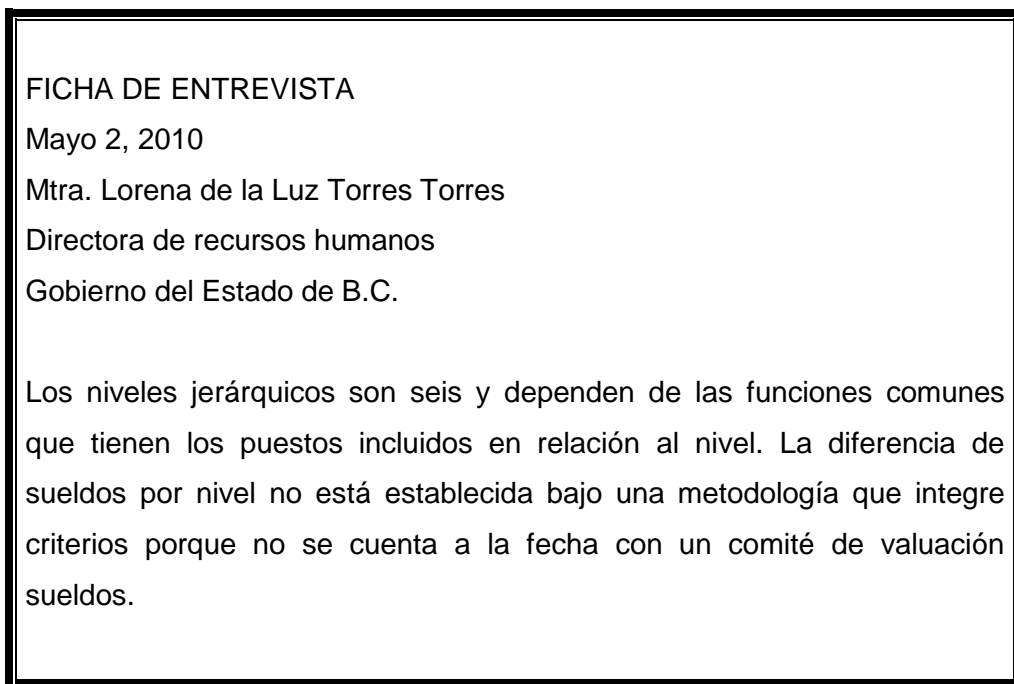 FICHA DE ENTREVISTA
Mayo 2, 2010
Mtra. Lorena de la Luz Torres Torres
Directora de recursos humanos
Gobierno del Estado de B.C.
Los niveles jerárquicos son seis y dependen de las funciones comunes
que tienen los puestos incluidos en relación al nivel. La diferencia de
sueldos por nivel no está establecida bajo una metodología que integre
criterios porque no se cuenta a la fecha con un comité de valuación
sueldos.